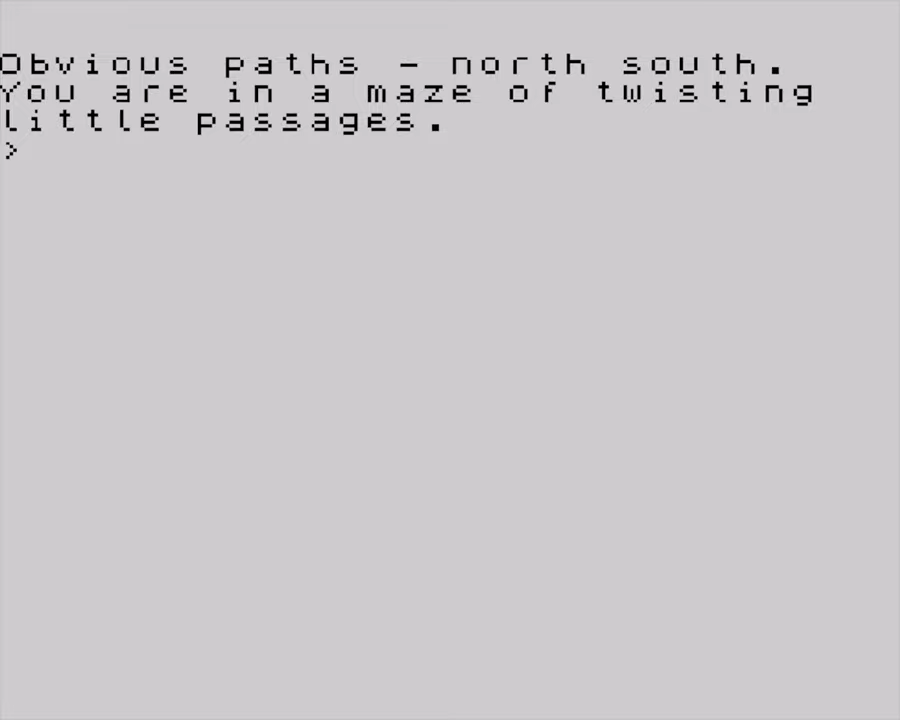 Obvious paths - north south.
You are in a maze of twisting
little passages.
>